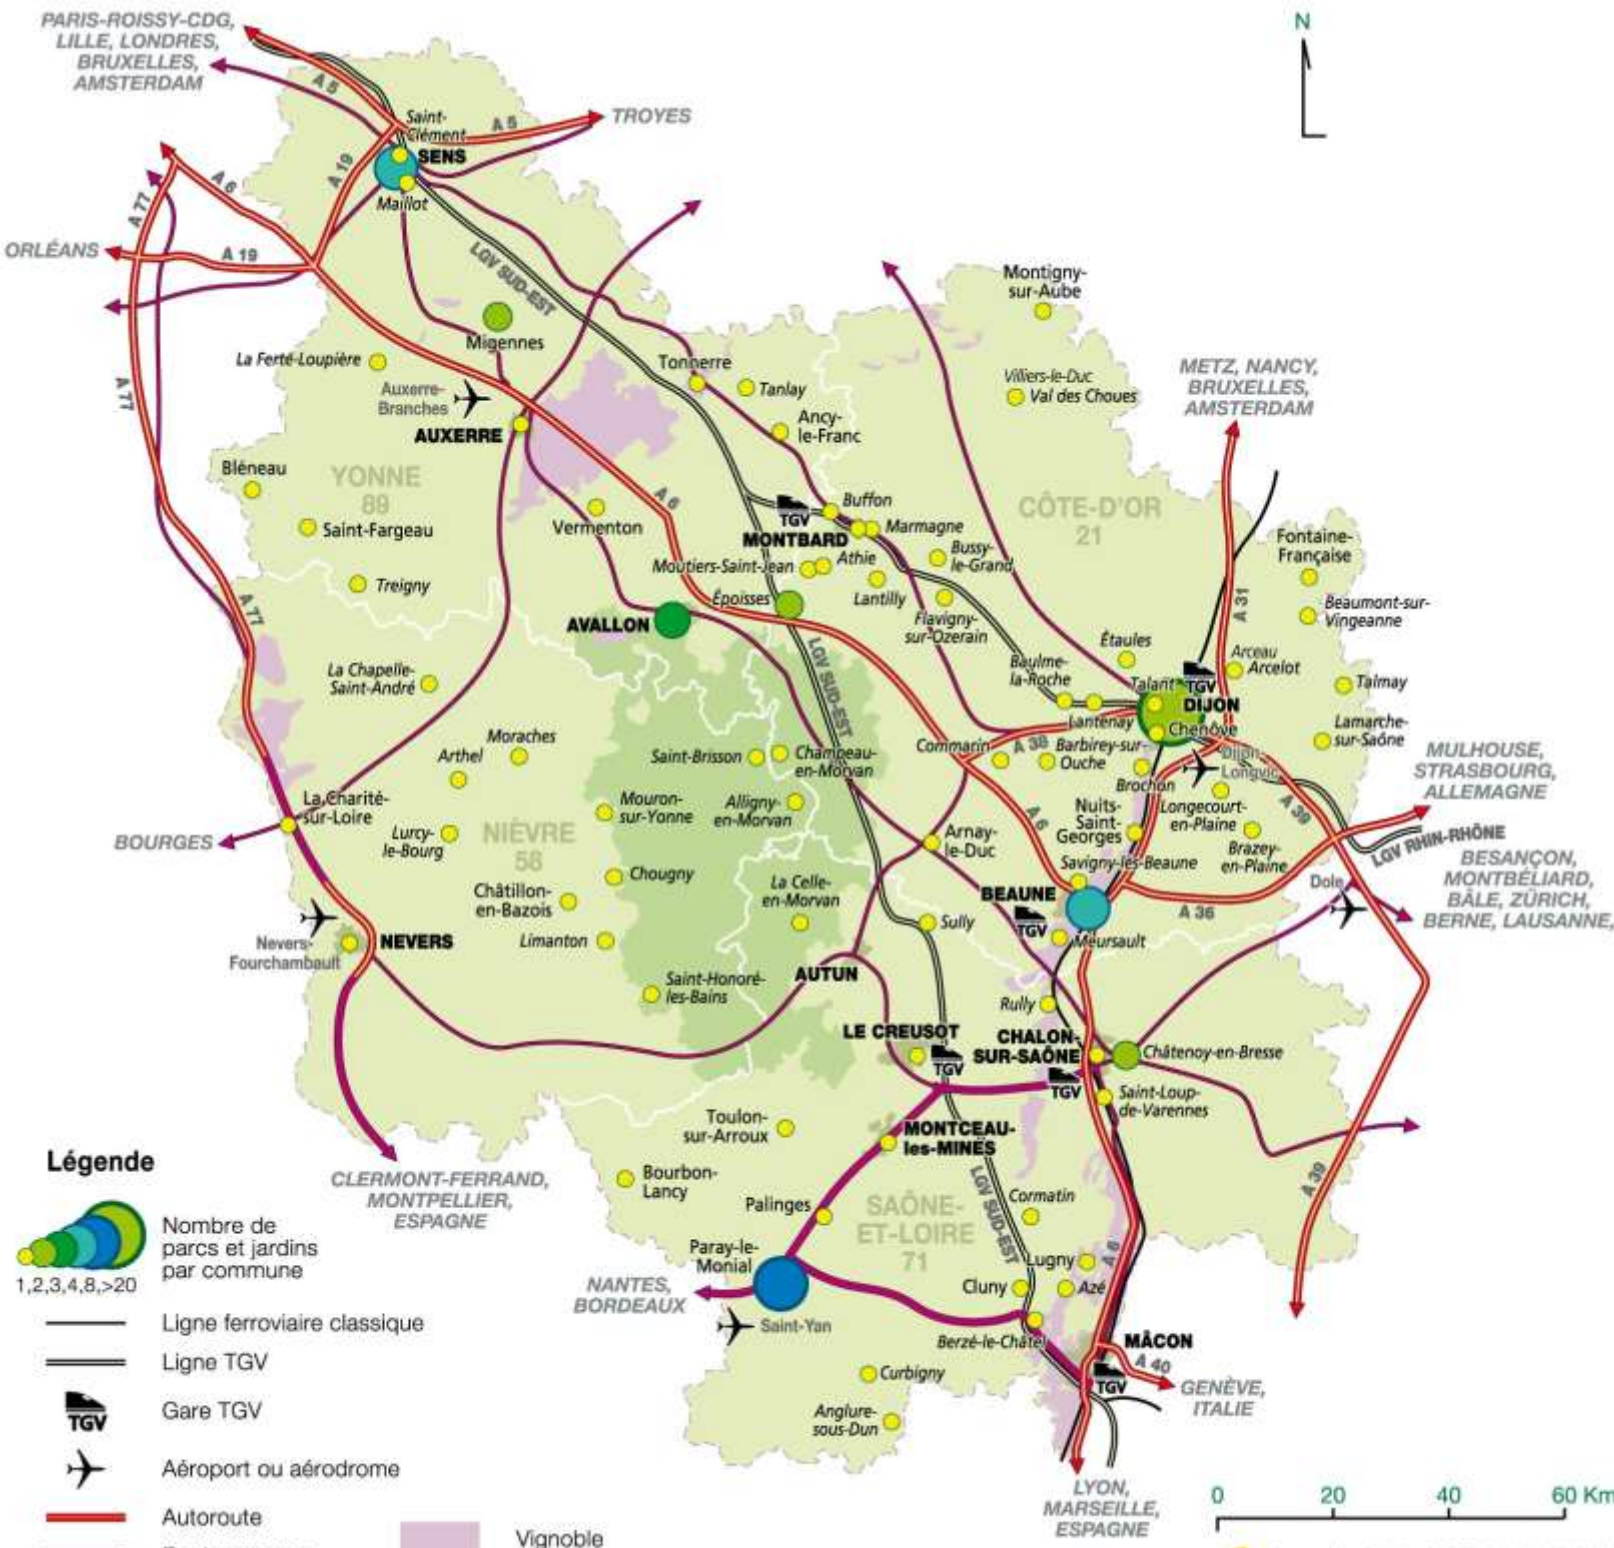 PARIS-ROISSY-CDG,
LILLE, LONDRES,
BRUXELLES,
AMSTERDAM
N
A 5
Saint-
Clément
A 5
TROYES
SENS
A 19
A 6
Maillot
A 77
ORLÉANS
A 19
LGV SUD-EST
Montigny-
sur-Aube
Migennes
La Ferté-Loupière
Tonnerre
Tanlay
METZ, NANCY,
BRUXELLES,
AMSTERDAM
A 77
Auxerre-
Branches
Villiers-le-Duc
Val des Choues
AUXERRE
Ancy-
le-Franc
Bléneau
YONNE
89
A 6
Buffon
TGV
CÔTE-D'OR
21
Saint-Fargeau
Vermenton
MONTBARD
Marmagne
Fontaine-
Française
Moutiers-Saint-Jean
Athie
Bussy-
le-Grand
Treigny
Époisses
Lantilly
A 77
AVALLON
Flavigny-
sur-Ozerain
A 31
Beaumont-sur-
Vingeanne
Étaules
LGV SUD-EST
La Chapelle-
Saint-André
Baulme-
la-Roche
Arceau
Arcelot
Talant
TGV
Talmay
DIJON
Lantenay
Chenôve
Moraches
Arthel
Saint-Brisson
Champeau-
en-Morvan
Commarin
A 38
Barbirey-sur-
Ouche
Dijon
Longvic
Lamarche-
sur-Saône
Brochon
MULHOUSE,
STRASBOURG,
ALLEMAGNE
La Charité-
sur-Loire
Mouron-
sur-Yonne
Alligny-
en-Morvan
A 6
Nuits-
Saint-
Georges
Longecourt-
en-Plaine
A 39
BOURGES
Lurcy-
le-Bourg
NIÈVRE
58
Arnay-
le-Duc
Brazey-
en-Plaine
LGV RHIN-RHÔNE
Savigny-les-Beaune
Chougny
La Celle-
en-Morvan
BEAUNE
Dole
BESANÇON,
MONTBÉLIARD,
BÂLE, ZÜRICH,
BERNE, LAUSANNE,
Châtillon-
en-Bazois
A 36
TGV
Sully
Meursault
Nevers-
Fourchambault
NEVERS
Limanton
AUTUN
Saint-Honoré-
les-Bains
Rully
LE CREUSOT
TGV
CHALON-
SUR-SAÔNE
TGV
Châtenoy-en-Bresse
Saint-Loup-
de-Varennes
Toulon-
sur-Arroux
MONTCEAU-
les-MINES
Légende
CLERMONT-FERRAND,
MONTPELLIER,
ESPAGNE
Bourbon-
Lancy
LGV SUD-EST
A 39
Palinges
SAÔNE-
ET-LOIRE
71
Cormatin
Nombre de
parcs et jardins
par commune
1,2,3,4,8,>20
Paray-le-
Monial
A 6
Lugny
NANTES,
BORDEAUX
Cluny
Azé
Saint-Yan
Berzé-le-Châtel
MÂCON
A 40
TGV
GENÈVE,
ITALIE
Ligne ferroviaire classique
Ligne TGV
Curbigny
TGV
Gare TGV
Anglure-
sous-Dun
Aéroport ou aérodrome
LYON,
MARSEILLE,
ESPAGNE
0 20 40 60 Km
Autoroute
Vignoble